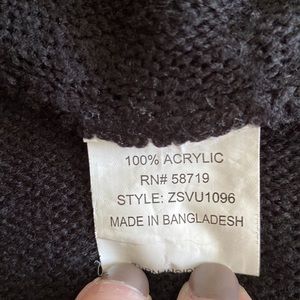 100% ACRYLIC
RN# 58719
STYLE: ZSVU1096
MADE IN BANGLADESH